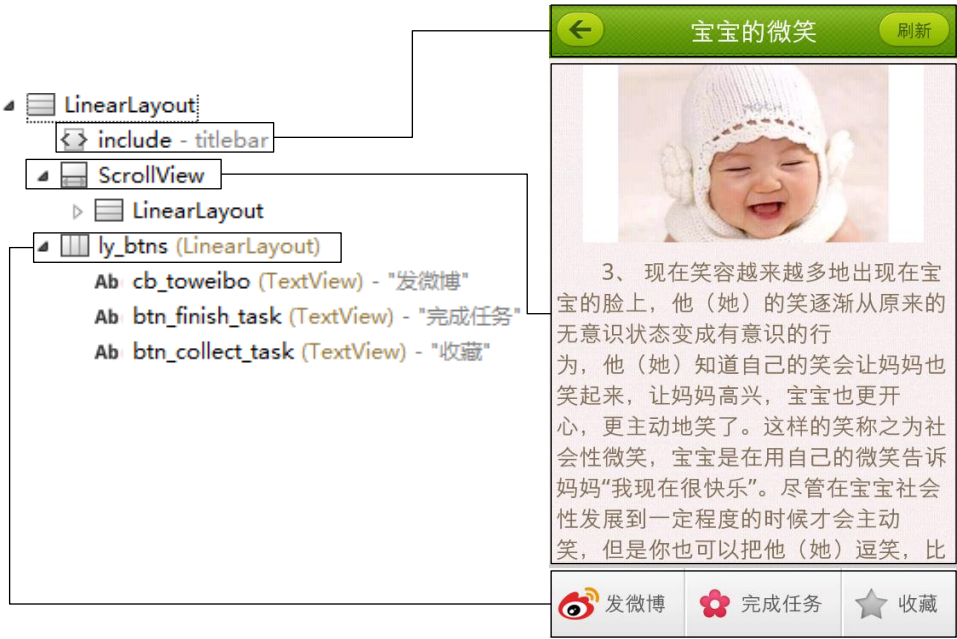 LinearLayout
include - titlebar
ScrollView
LinearLayout
ly_btns (LinearLayout)
Ab cb_toweibo (TextView) - "发微博"
Ab btn_finish_task (TextView) - "完成任务"
Ab btn_collect_task (TextView) - "收藏"
宝宝的微笑
刷新
MOCH
3、 现在笑容越来越多地出现在宝
宝的脸上，他（她）的笑逐渐从原来的
无意识状态变成有意识的行
为，他（她）知道自己的笑会让妈妈也
笑起来，让妈妈高兴，宝宝也更开
心，更主动地笑了。这样的笑称之为社
会性微笑，宝宝是在用自己的微笑告诉
妈妈“我现在很快乐”。尽管在宝宝社会
性发展到一定程度的时候才会主动
笑，但是你也可以把他（她）逗笑，比
发微博
完成任务
收藏